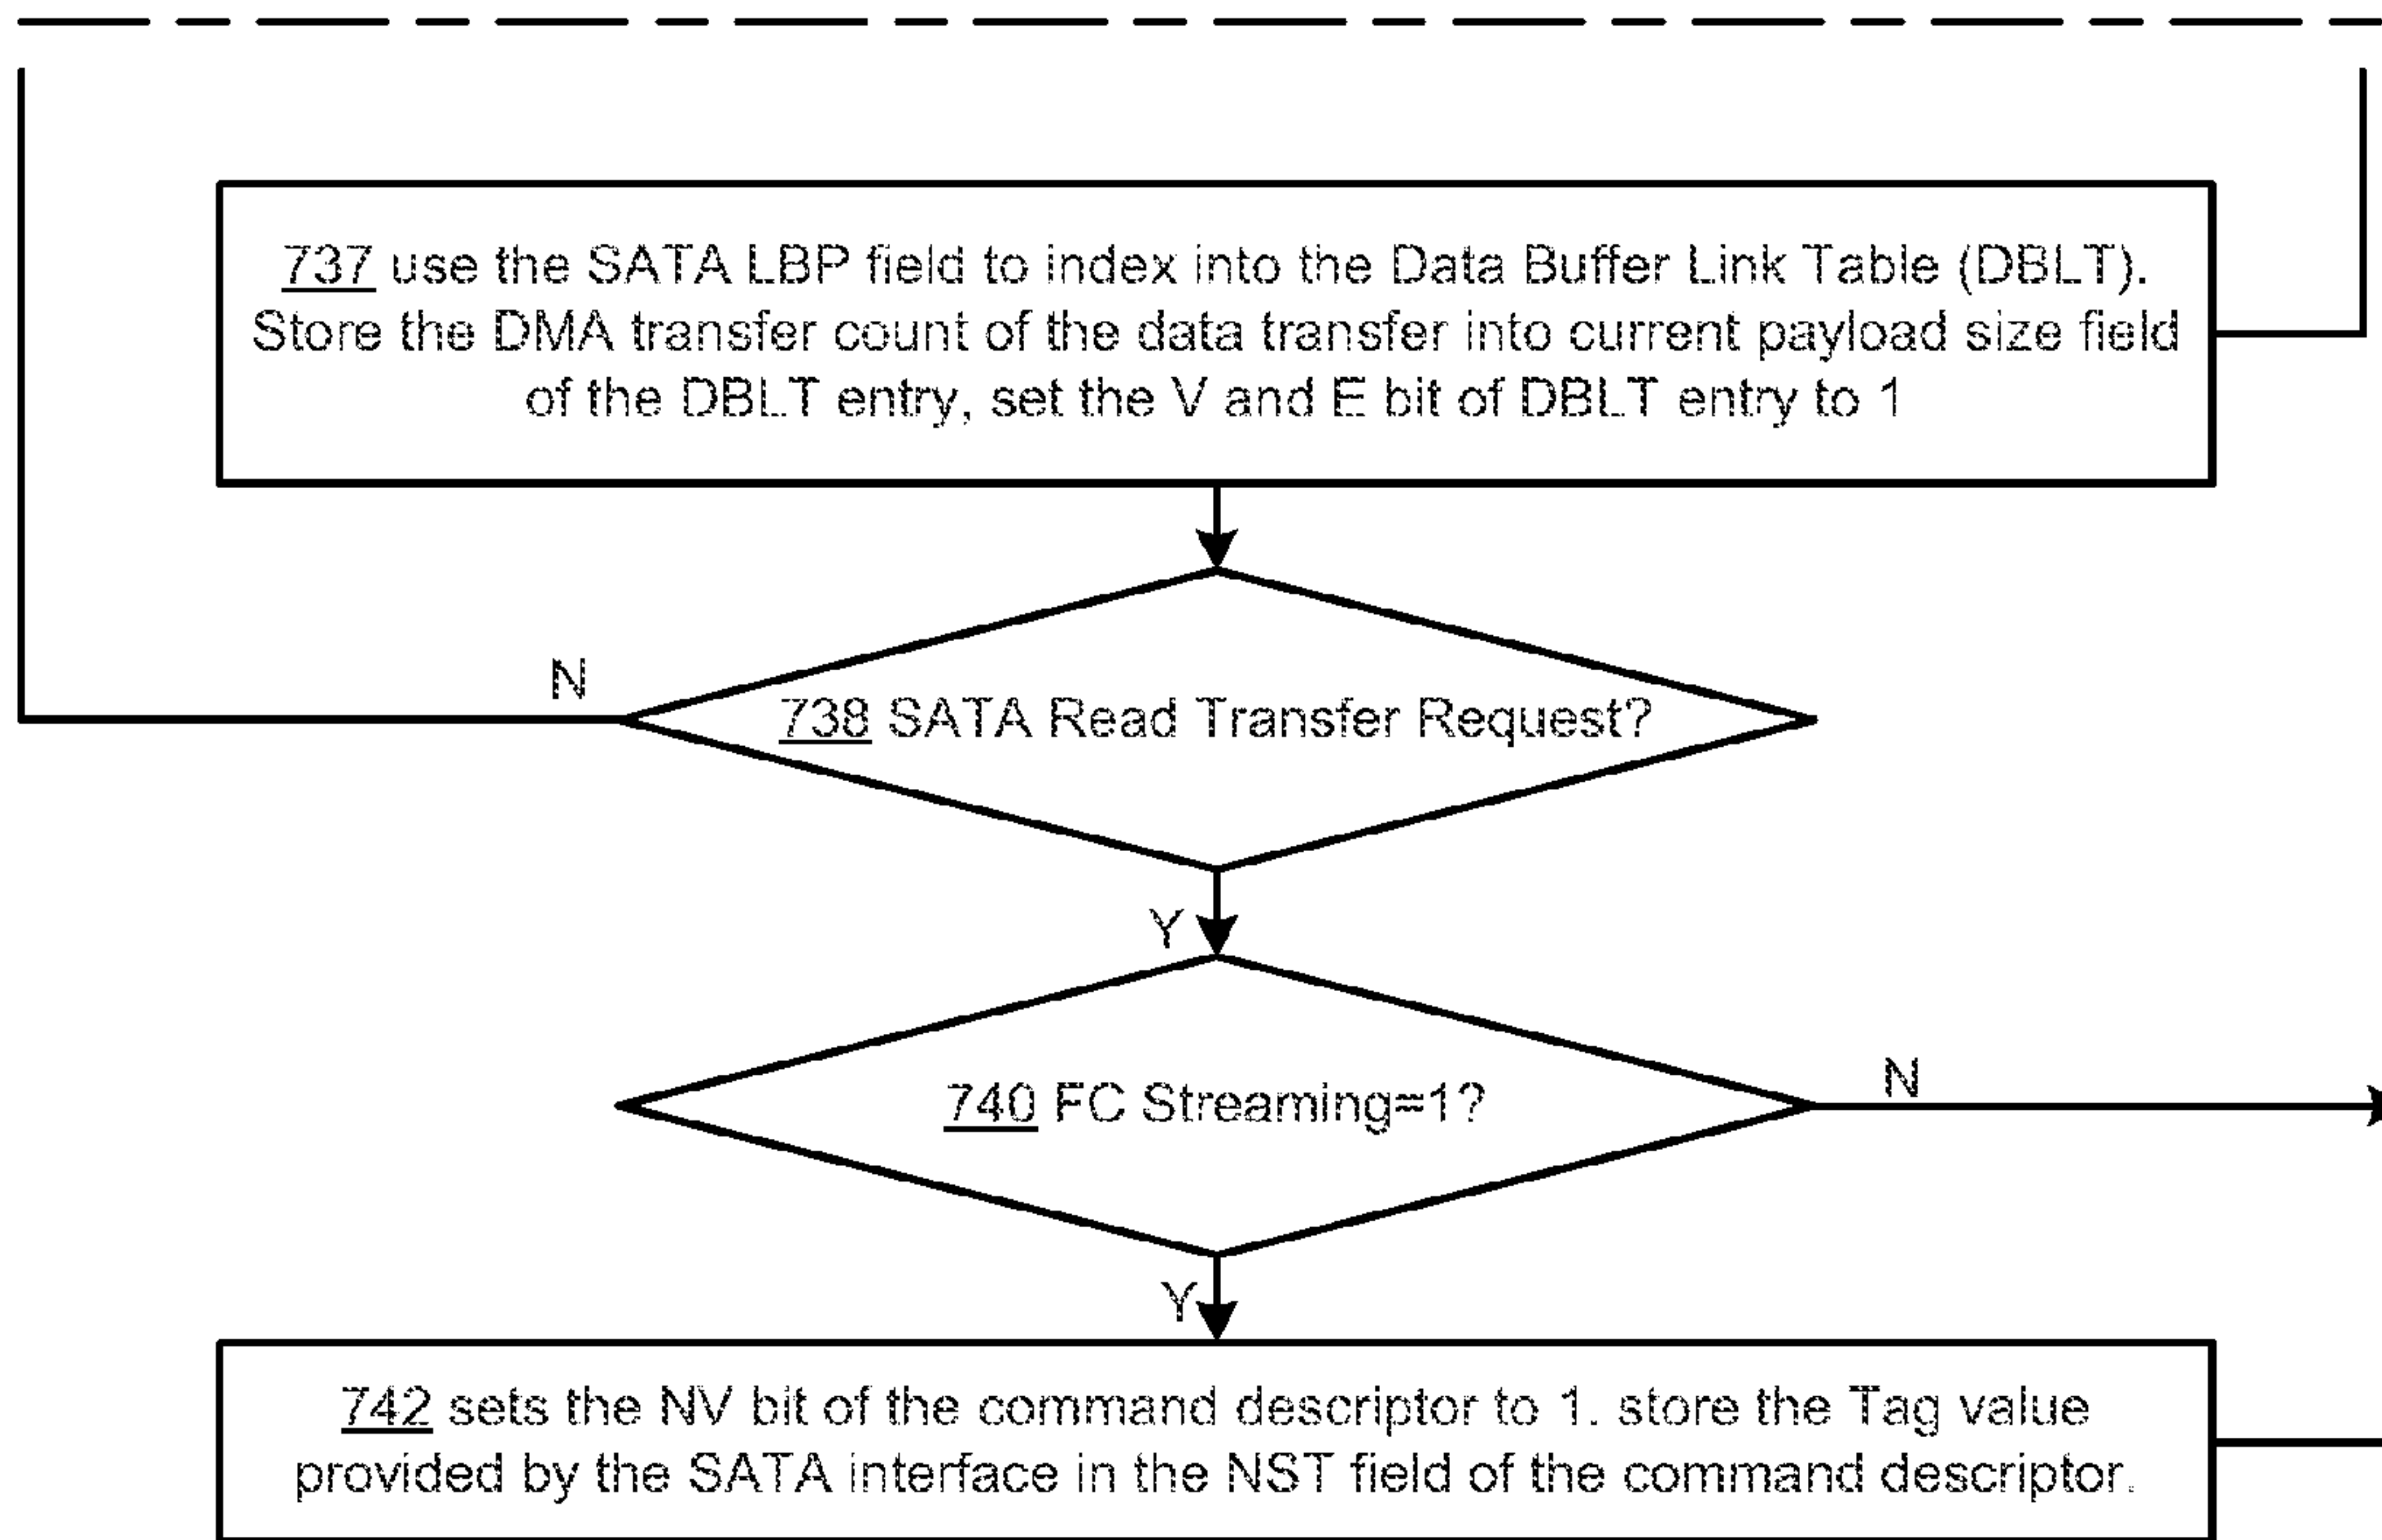 737 use the SATA LBP field to index into the Data Buffer Link Table (DBLT).
Store the DMA transfer count of the data transfer into current payload size field
of the DBLT entry, set the V and E bit of DBLT entry to 1
N
738 SATA Read Transfer Request?
Y
740 FC Streaming=1?
N
Y
742 sets the NV bit of the command descriptor to 1. store the Tag value
provided by the SATA interface in the NST field of the command descriptor.